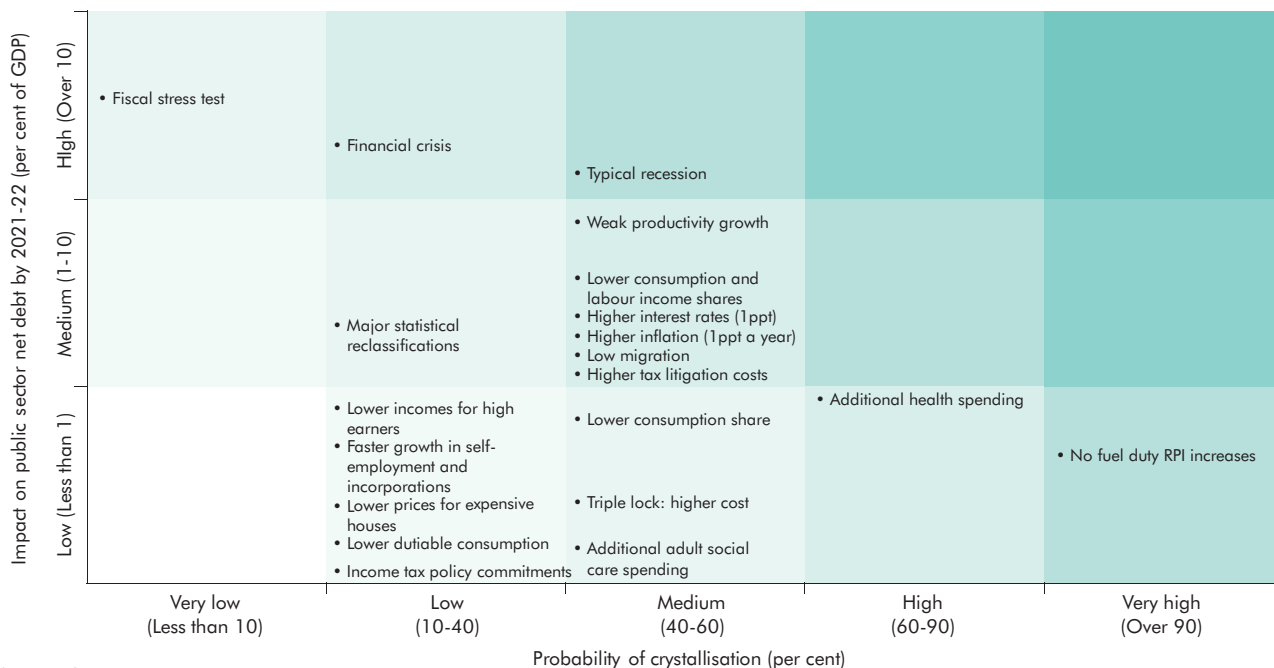 Impact on public sector net debt by 2021-22 (per cent of GDP)
HIgh (Over 10)
Medium (1-10)
Low (Less than 1)
• Fiscal stress test
• Financial crisis
• Typical recession
• Weak productivity growth
• Lower consumption and
labour income shares
• Higher interest rates (1ppt)
• Higher inflation (1ppt a year)
• Low migration
• Higher tax litigation costs
• Major statistical
reclassifications
• Lower incomes for high
earners
• Faster growth in self-
employment and
incorporations
• Lower prices for expensive
houses
• Lower dutiable consumption
• Income tax policy commitments
• Lower consumption share
• Triple lock: higher cost
• Additional adult social
care spending
• Additional health spending
• No fuel duty RPI increases
Very low
(Less than 10)
Low
(10-40)
Medium
(40-60)
High
(60-90)
Very high
(Over 90)
Probability of crystallisation (per cent)